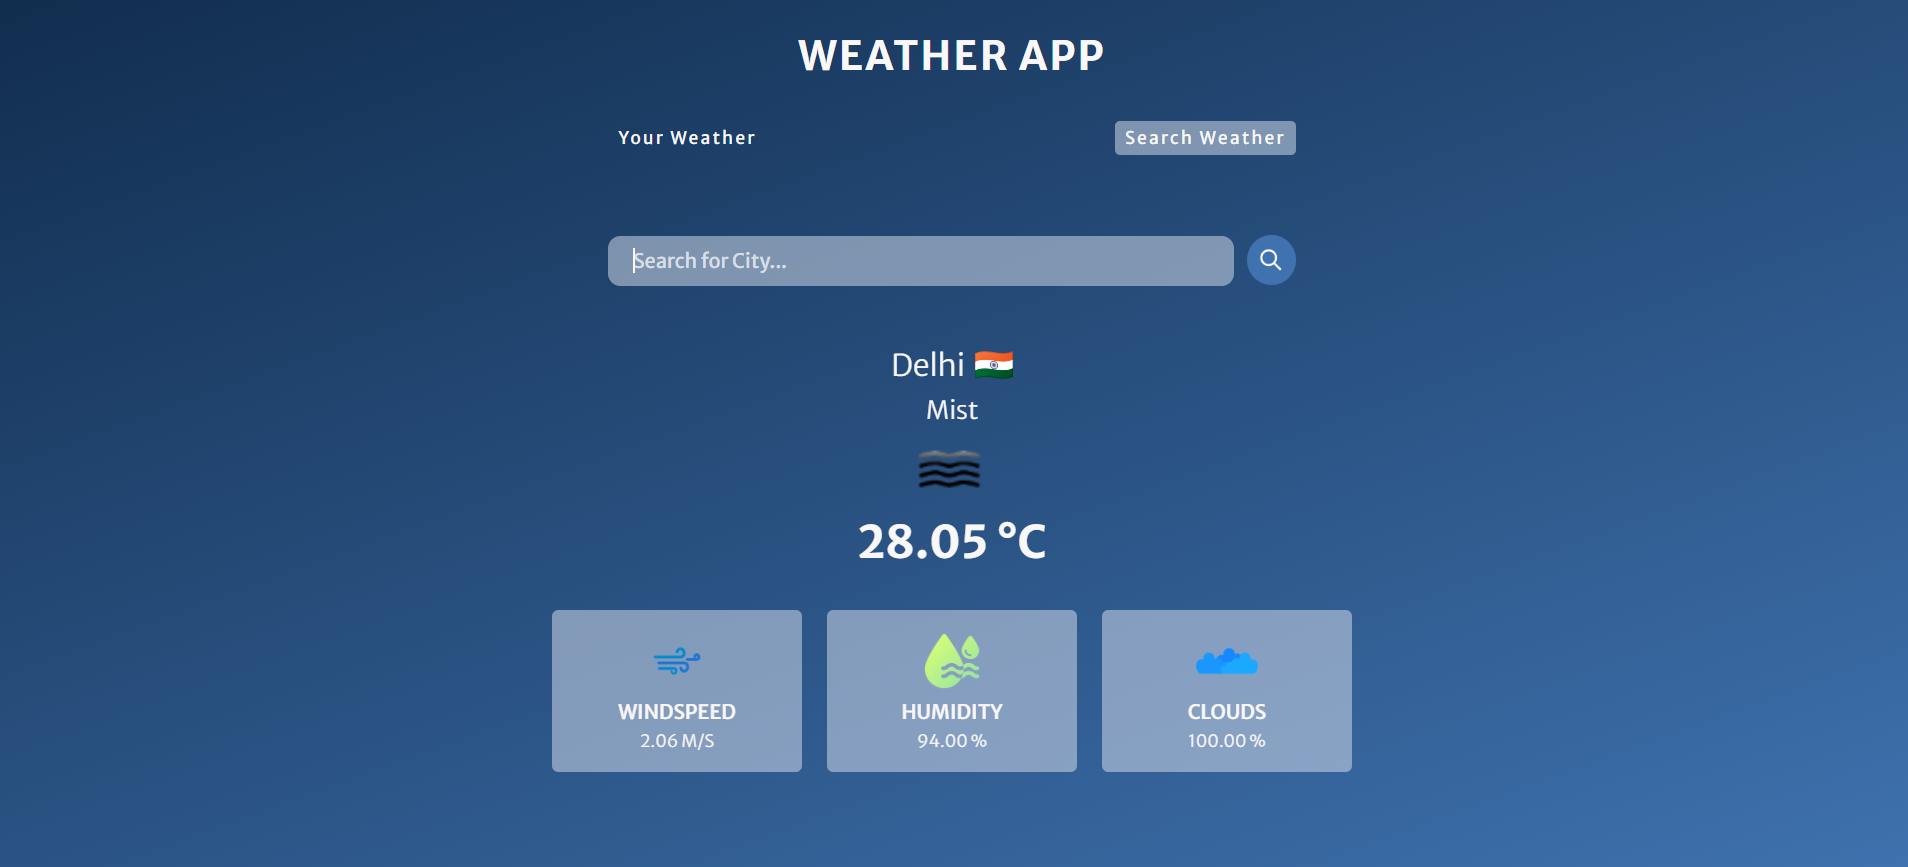 WEATHER APP
Your Weather
Search Weather
Search for City...
Delhi
Mist
28.05 °C
WINDSPEED
2.06 M/S
HUMIDITY
94.00 %
CLOUDS
100.00 %